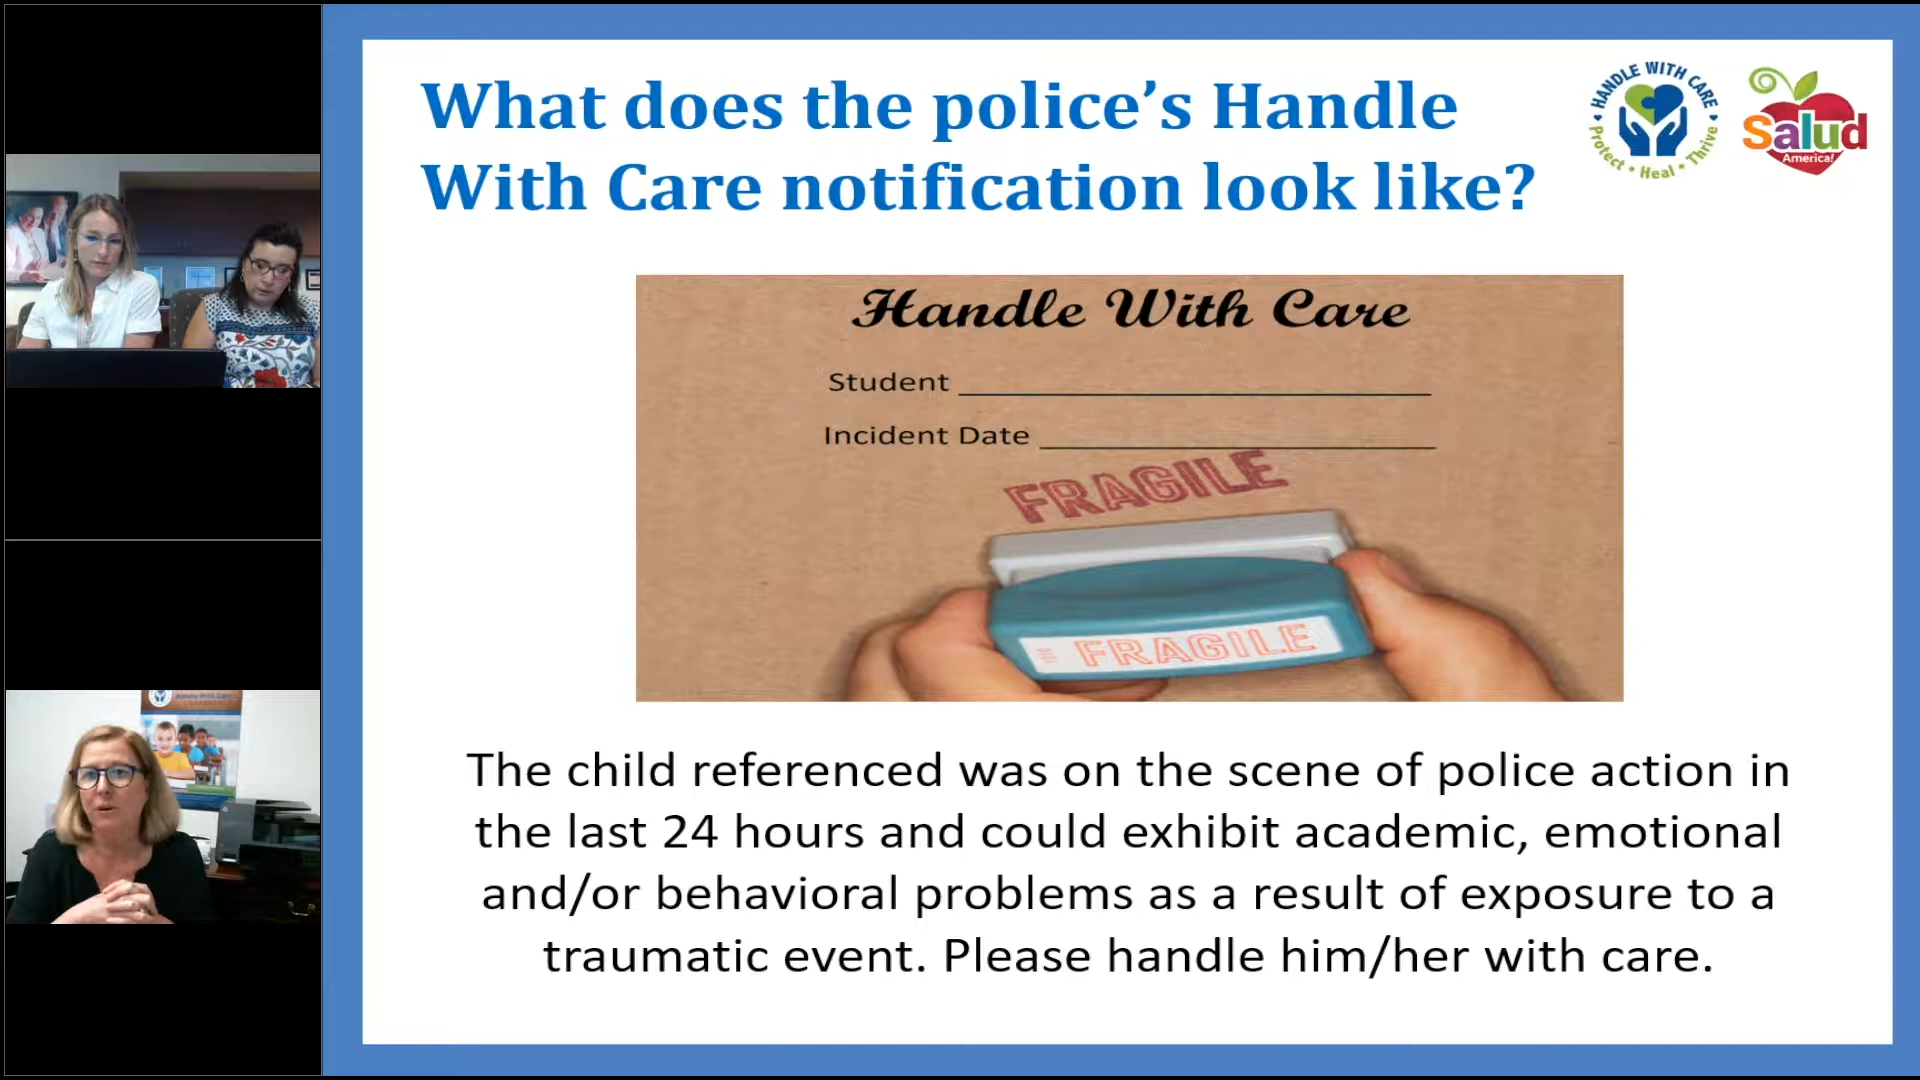 What does the police's Handle
With Care notification look like?
HANDLE WITH CARE
Protect • Heal • Thrive
Salud
America!
Handle With Care
Student
Incident Date
FRAGILE
FRAGILE
The child referenced was on the scene of police action in
the last 24 hours and could exhibit academic, emotional
and/or behavioral problems as a result of exposure to a
traumatic event. Please handle him/her with care.
Handle With Care